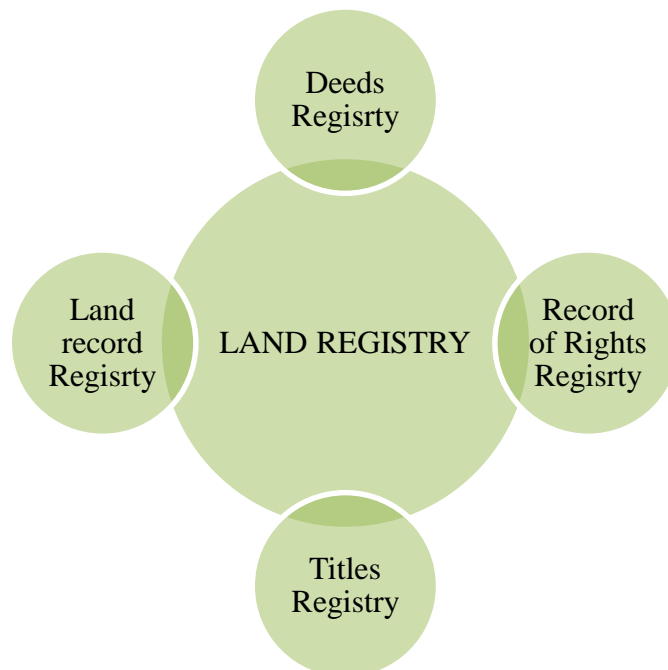 Deeds
Regisrty
Land
record
Regisrty
LAND REGISTRY
Record
of Rights
Regisrty
Titles
Registry